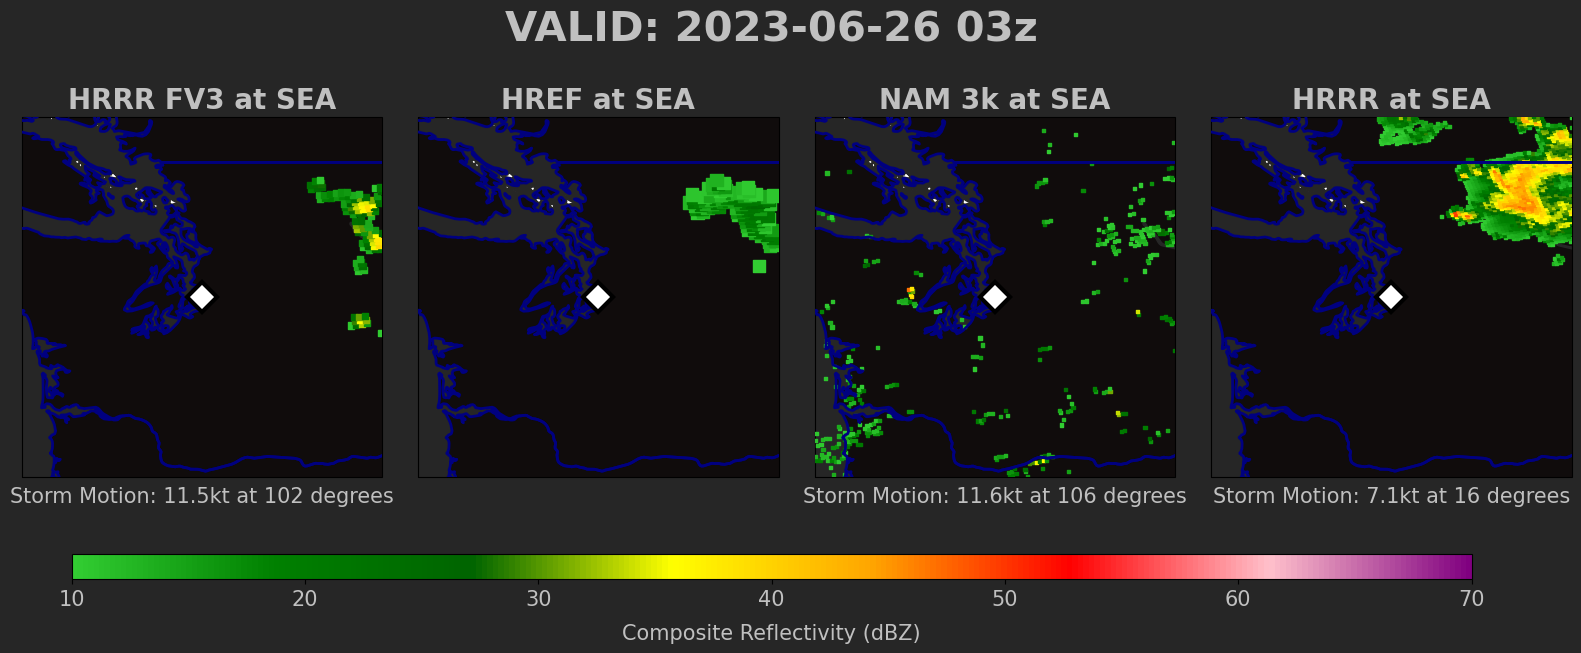 VALID: 2023-06-26 03z
HRRR FV3 at SEA
HREF at SEA
NAM 3k at SEA
HRRR at SEA
Storm Motion: 11.5kt at 102 degrees
Storm Motion: 11.6kt at 106 degrees
Storm Motion: 7.1kt at 16 degrees
10 20 30 40 50 60 70
Composite Reflectivity (dBZ)